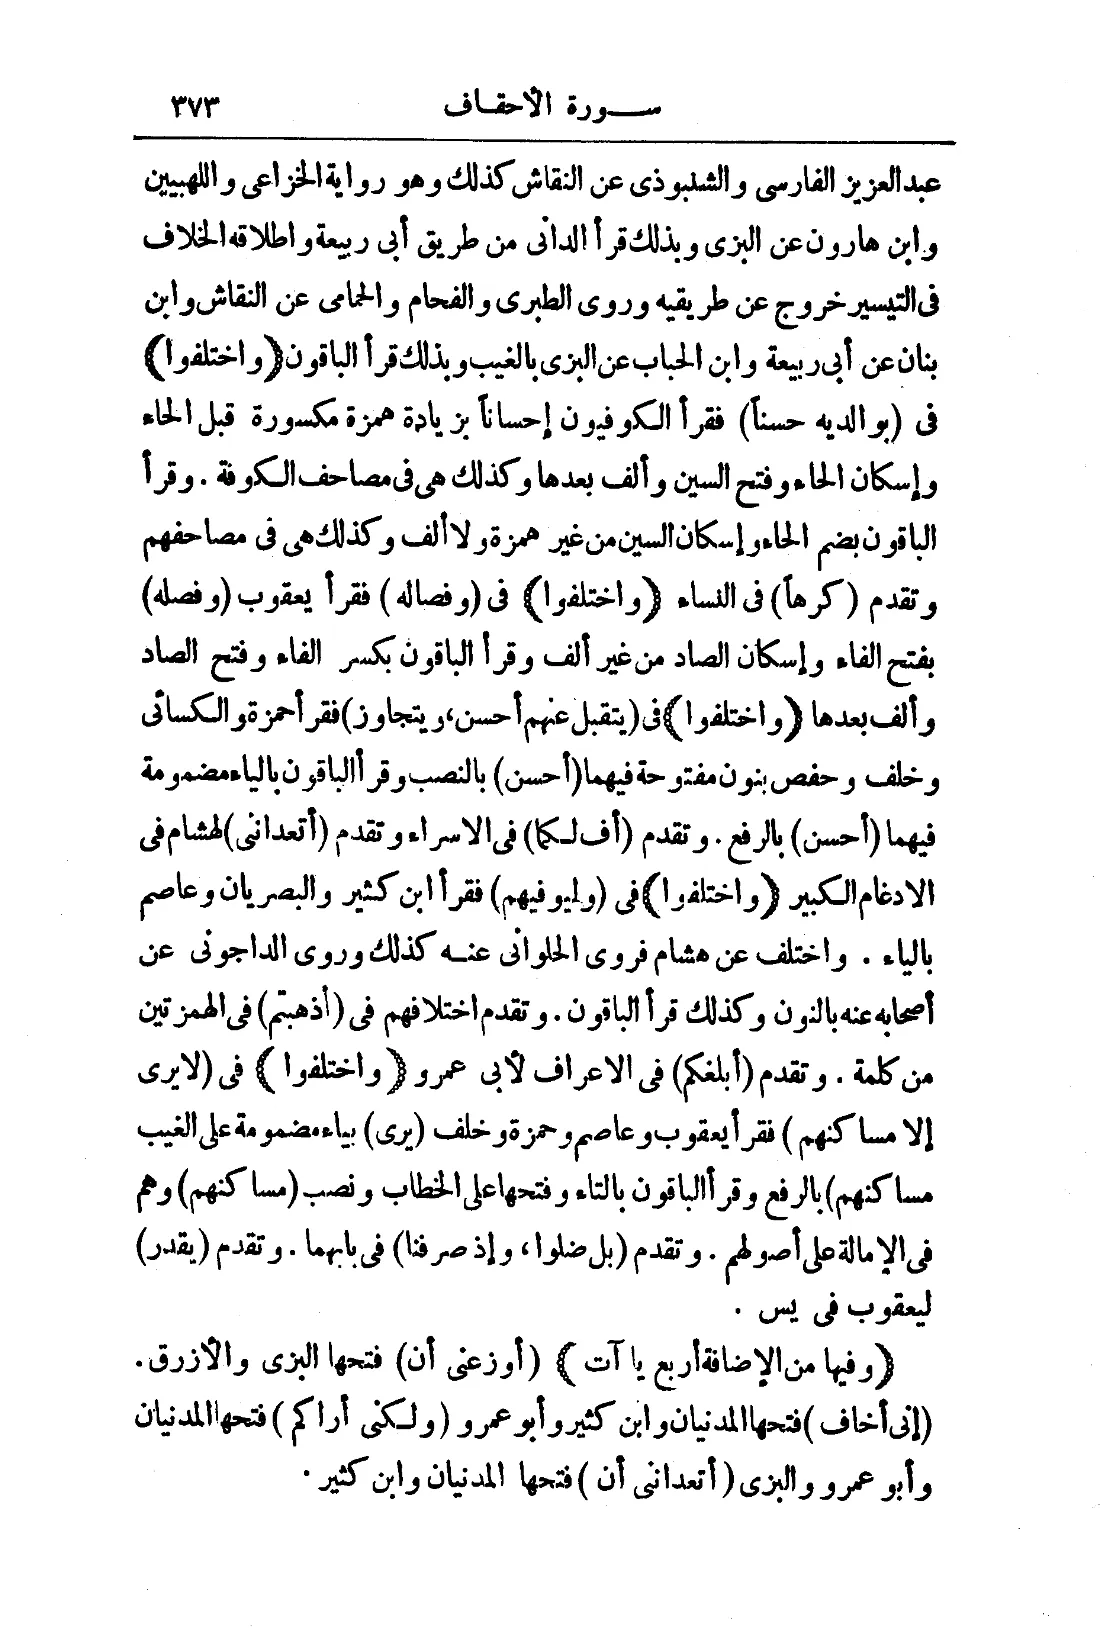 سورة الأحقاف ٣٧٣
عبد العزيز الفارسى والشنبوذى عن النقاش كذلك وهو رواية الخزاعى واللهبيين
وابن هارون عن البزى وبذلك قرأ الدانى من طريق أبى ربيعة واطلاقه الخلاف
فى التيسير خروج عن طريقيه وروى الطبرى والفحام والحمامى عن النقاش وابن
بنان عن أبى ربيعة وابن الحباب عن البزى بالغيب وبذلك قرأ الباقون ﴿واختلفوا﴾
فى (بوالديه حسناً) فقرأ الكوفيون إحساناً بزيادة همزة مكسورة قبل الحاء
وإسكان الحاء وفتح السين وألف بعدها وكذلك هى فى مصاحف الكوفة . وقرأ
الباقون بضم الحاء وإسكان السين من غير همزة ولا ألف وكذلك هى فى مصاحفهم
وتقدم (كرهاً) فى النساء ﴿واختلفوا﴾ فى (وفصاله) فقرأ يعقوب (وفصله)
بفتح الفاء وإسكان الصاد من غير ألف وقرأ الباقون بكسر الفاء وفتح الصاد
وألف بعدها ﴿واختلفوا﴾ فى (يتقبل عنهم أحسن، ويتجاوز) فقرأ حمزة والكسائى
وخلف وحفص بنون مفتوحة فيهما (أحسن) بالنصب وقرأ الباقون بالياء مضمومة
فيهما (أحسن) بالرفع . وتقدم (أف لكما) فى الاسراء وتقدم (أتعدانى) لهشام فى
الادغام الكبير ﴿واختلفوا﴾ فى (وليوفيهم) فقرأ ابن كثير والبصريان وعاصم
بالياء . واختلف عن هشام فروى الحلوانى عنه كذلك وروى الداجونى عن
أصحابه عنه بالنون وكذلك قرأ الباقون . وتقدم اختلافهم فى (أذهبتم) فى الهمزتين
من كلمة . وتقدم (أبلغكم) فى الاعراف لأبى عمرو ﴿واختلفوا﴾ فى (لا يرى
إلا مساكنهم) فقرأ يعقوب وعاصم وحمزة وخلف (يرى) بياء مضمومة على الغيب
مساكنهم) بالرفع وقرأ الباقون بالتاء وفتحها على الخطاب ونصب (مساكنهم) وهم
فى الإمالة على أصولهم . وتقدم (بل ضلوا، وإذ صرفنا) فى بابهما . وتقدم (يقدر)
ليعقوب فى يس .
﴿وفيها من الإضافة أربع يا آت﴾ (أوزعنى أن) فتحها البزى والأزرق .
(إنى أخاف) فتحها المدنيان وابن كثير وأبو عمرو (ولكنى أراكم) فتحها المدنيان
وأبو عمرو والبزى (أتعداننى أن) فتحها المدنيان وابن كثير .